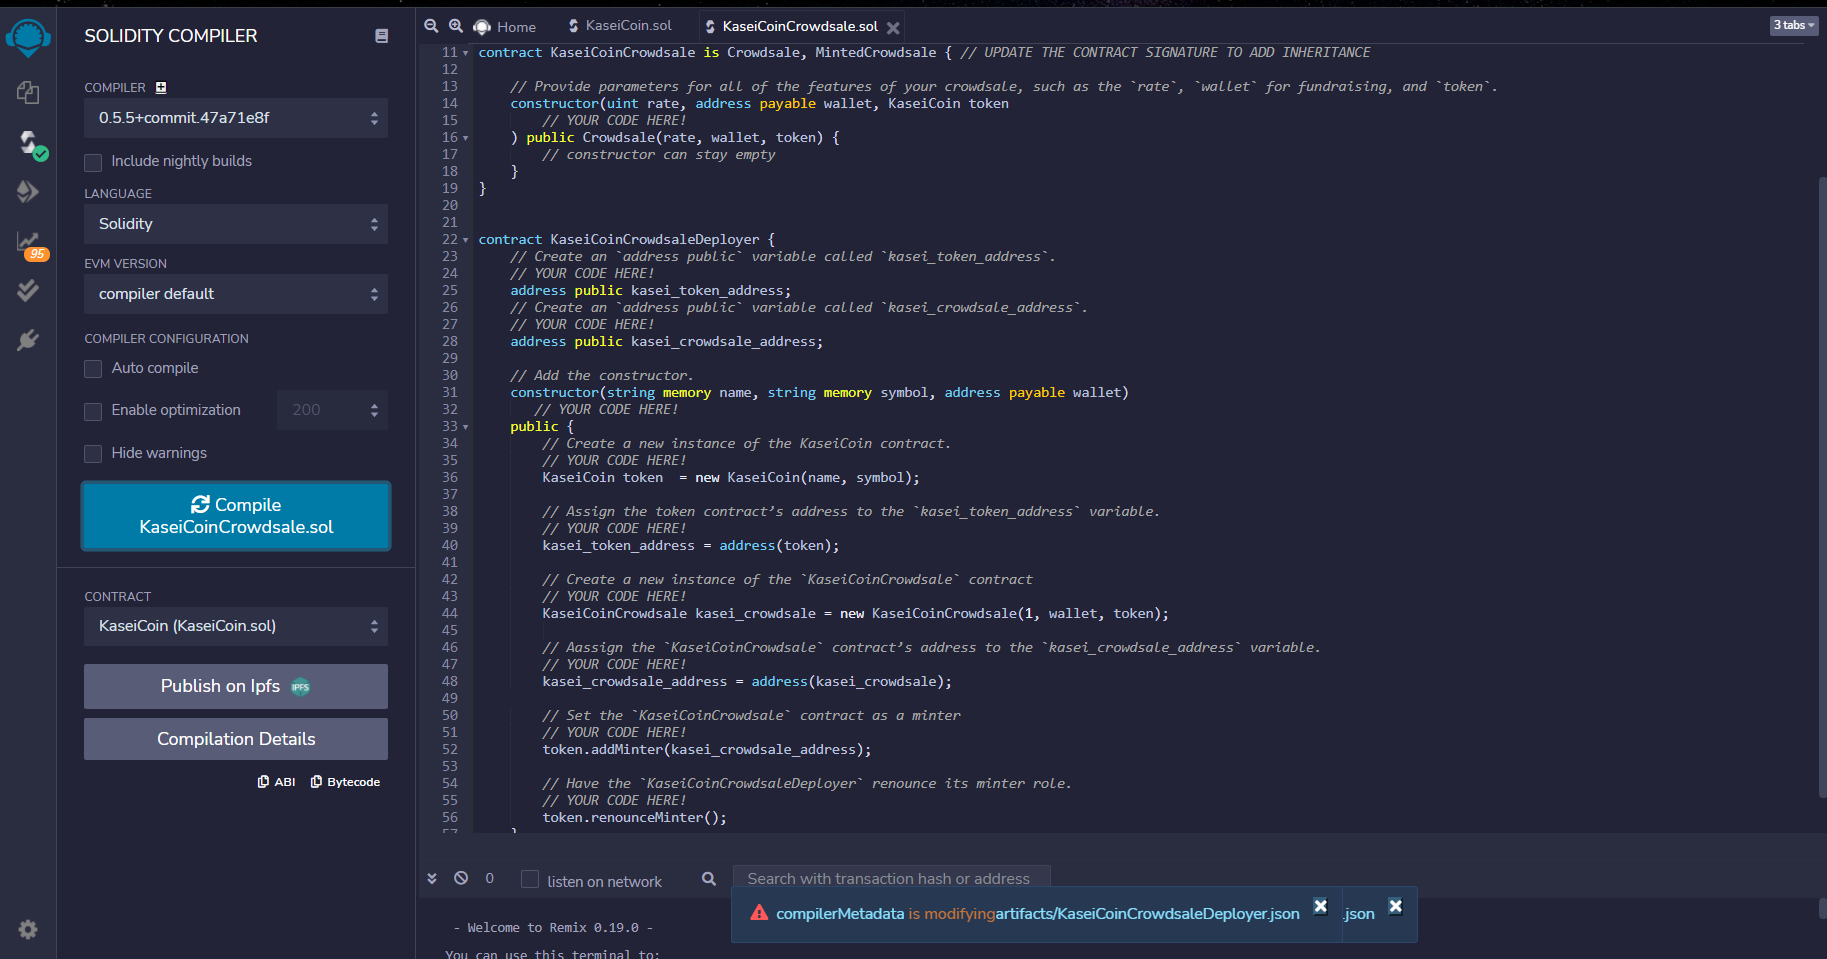 SOLIDITY COMPILER
COMPILER
0.5.5+commit.47a71e8f
Include nightly builds
LANGUAGE
Solidity
95
EVM VERSION
compiler default
COMPILER CONFIGURATION
Auto compile
Enable optimization 200
Hide warnings
Compile
KaseiCoinCrowdsale.sol
CONTRACT
KaseiCoin (KaseiCoin.sol)
Publish on Ipfs IPFS
Compilation Details
ABI Bytecode
Home KaseiCoin.sol KaseiCoinCrowdsale.sol 3 tabs
11 contract KaseiCoinCrowdsale is Crowdsale, MintedCrowdsale { // UPDATE THE CONTRACT SIGNATURE TO ADD INHERITANCE
12
13 // Provide parameters for all of the features of your crowdsale, such as the `rate`, `wallet` for fundraising, and `token`.
14 constructor(uint rate, address payable wallet, KaseiCoin token
15 // YOUR CODE HERE!
16 ) public Crowdsale(rate, wallet, token) {
17 // constructor can stay empty
18 }
19 }
20
21
22 contract KaseiCoinCrowdsaleDeployer {
23 // Create an `address public` variable called `kasei_token_address`.
24 // YOUR CODE HERE!
25 address public kasei_token_address;
26 // Create an `address public` variable called `kasei_crowdsale_address`.
27 // YOUR CODE HERE!
28 address public kasei_crowdsale_address;
29
30 // Add the constructor.
31 constructor(string memory name, string memory symbol, address payable wallet)
32 // YOUR CODE HERE!
33 public {
34 // Create a new instance of the KaseiCoin contract.
35 // YOUR CODE HERE!
36 KaseiCoin token  = new KaseiCoin(name, symbol);
37
38 // Assign the token contract’s address to the `kasei_token_address` variable.
39 // YOUR CODE HERE!
40 kasei_token_address = address(token);
41
42 // Create a new instance of the `KaseiCoinCrowdsale` contract
43 // YOUR CODE HERE!
44 KaseiCoinCrowdsale kasei_crowdsale = new KaseiCoinCrowdsale(1, wallet, token);
45
46 // Aassign the `KaseiCoinCrowdsale` contract’s address to the `kasei_crowdsale_address` variable.
47 // YOUR CODE HERE!
48 kasei_crowdsale_address = address(kasei_crowdsale);
49
50 // Set the `KaseiCoinCrowdsale` contract as a minter
51 // YOUR CODE HERE!
52 token.addMinter(kasei_crowdsale_address);
53
54 // Have the `KaseiCoinCrowdsaleDeployer` renounce its minter role.
55 // YOUR CODE HERE!
56 token.renounceMinter();
57 }
0 listen on network Search with transaction hash or address
compilerMetadata is modifyingartifacts/KaseiCoinCrowdsaleDeployer.json .json
- Welcome to Remix 0.19.0 -
You can use this terminal to: